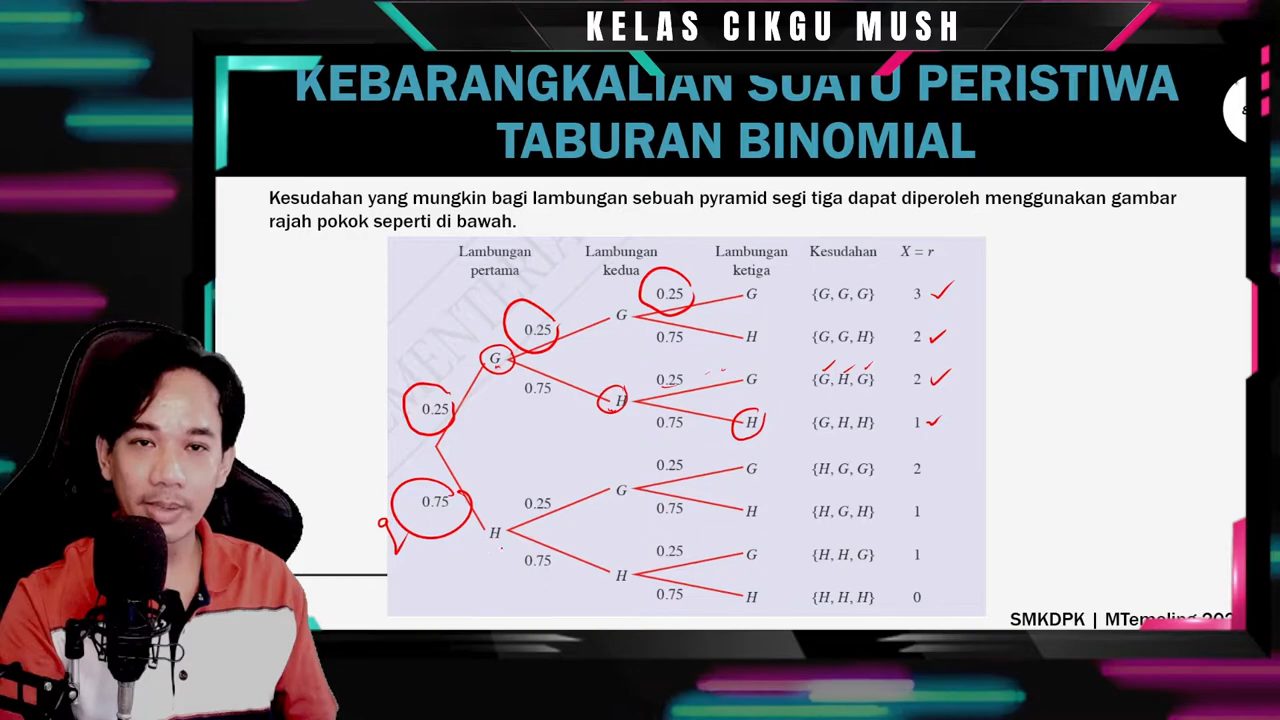 KELAS CIKGU MUSH
KEBARANGKALIAN SUATU PERISTIWA
TABURAN BINOMIAL
Kesudahan yang mungkin bagi lambungan sebuah pyramid segi tiga dapat diperoleh menggunakan gambar
rajah pokok seperti di bawah.
Lambungan pertama Lambungan kedua Lambungan ketiga Kesudahan X = r
0.25 G {G, G, G} 3
0.25 G
0.75 H {G, G, H} 2
G
0.25 G {G, H, G} 2
0.75 H
0.75 H {G, H, H} 1
0.25
0.25 G {H, G, G} 2
0.75
0.25 G
0.75 H {H, G, H} 1
q
H
0.25 G {H, H, G} 1
0.75 H
0.75 H {H, H, H} 0
SMKDPK |